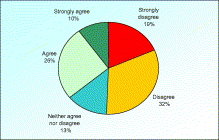 Strongly agree
10%
Strongly
disagree
19%
Agree
26%
Disagree
32%
Neither agree
nor disagree
13%